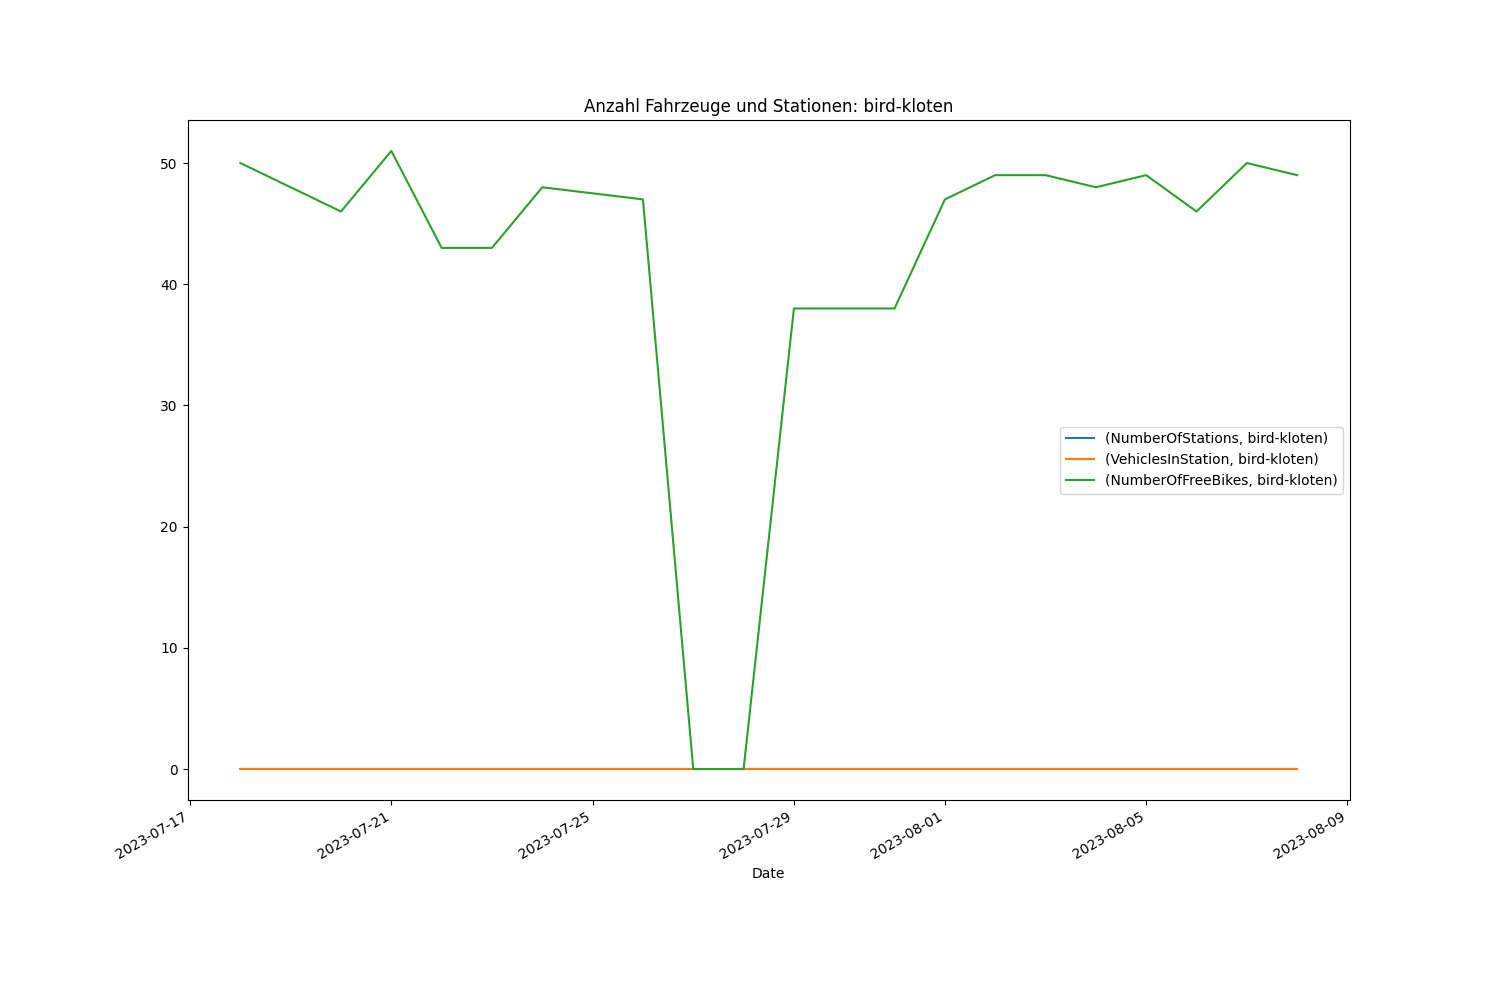 Anzahl Fahrzeuge und Stationen: bird-kloten
50
40
30
20
10
0
(NumberOfStations, bird-kloten)
(VehiclesInStation, bird-kloten)
(NumberOfFreeBikes, bird-kloten)
2023-07-17
2023-07-21
2023-07-25
2023-07-29
2023-08-01
2023-08-05
2023-08-09
Date